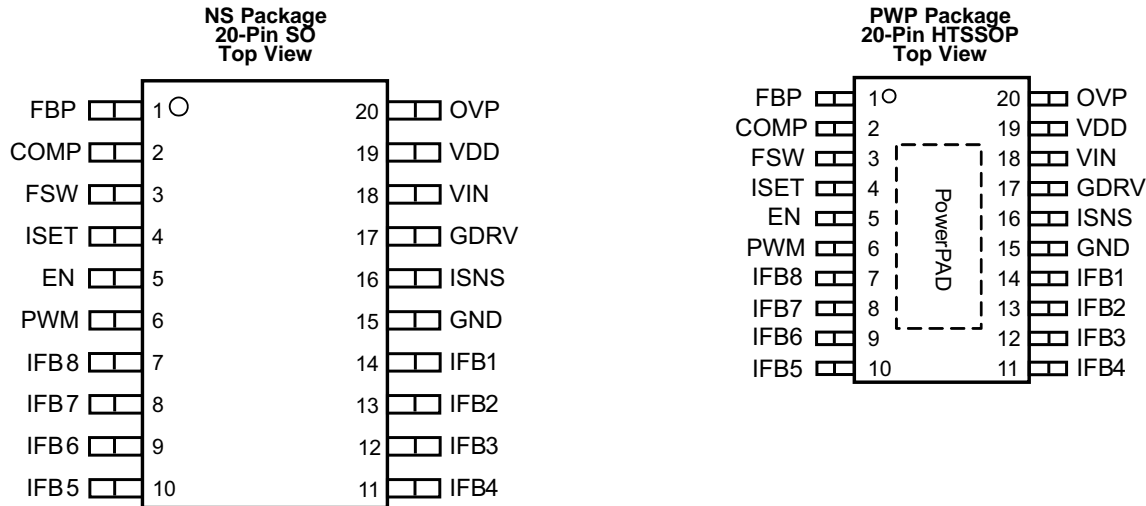 NS Package
20-Pin SO
Top View
FBP 1 20 OVP
COMP 2 19 VDD
FSW 3 18 VIN
ISET 4 17 GDRV
EN 5 16 ISNS
PWM 6 15 GND
IFB8 7 14 IFB1
IFB7 8 13 IFB2
IFB6 9 12 IFB3
IFB5 10 11 IFB4
PWP Package
20-Pin HTSSOP
Top View
FBP 1 20 OVP
COMP 2 19 VDD
FSW 3 18 VIN
ISET 4 17 GDRV
EN 5 16 ISNS
PWM 6 15 GND
IFB8 7 14 IFB1
IFB7 8 13 IFB2
IFB6 9 12 IFB3
IFB5 10 11 IFB4
PowerPAD